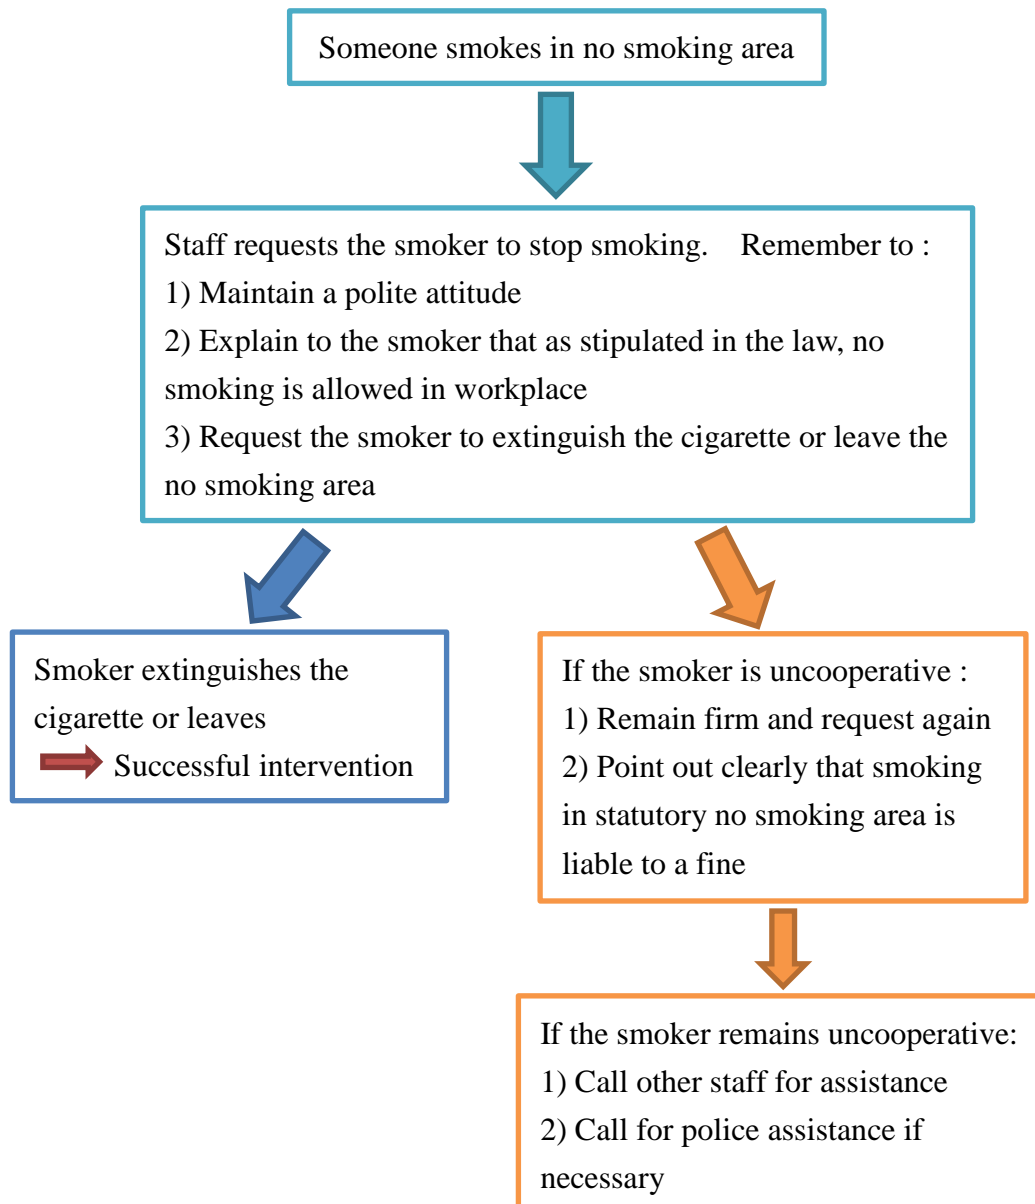 Someone smokes in no smoking area
Staff requests the smoker to stop smoking. Remember to :
1) Maintain a polite attitude
2) Explain to the smoker that as stipulated in the law, no
smoking is allowed in workplace
3) Request the smoker to extinguish the cigarette or leave the
no smoking area
Smoker extinguishes the
cigarette or leaves
Successful intervention
If the smoker is uncooperative :
1) Remain firm and request again
2) Point out clearly that smoking
in statutory no smoking area is
liable to a fine
If the smoker remains uncooperative:
1) Call other staff for assistance
2) Call for police assistance if
necessary